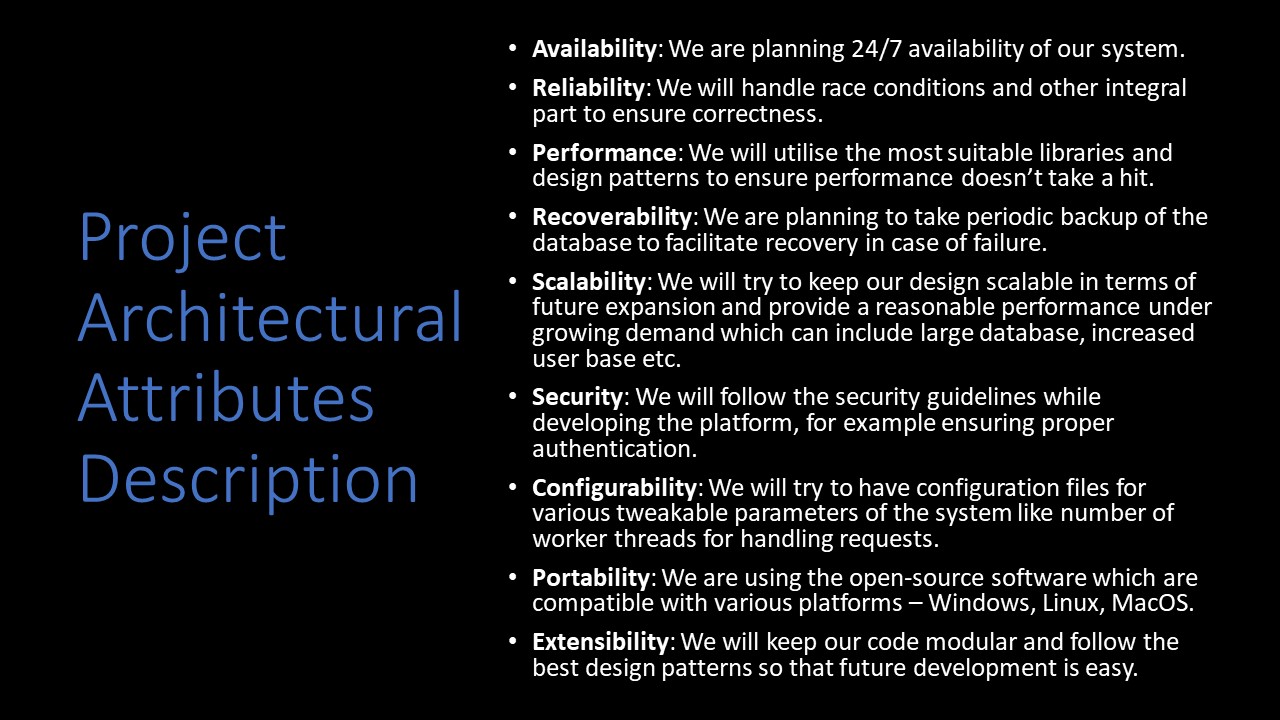 Project
Architectural
Attributes
Description
• Availability: We are planning 24/7 availability of our system.
• Reliability: We will handle race conditions and other integral
part to ensure correctness.
• Performance: We will utilise the most suitable libraries and
design patterns to ensure performance doesn’t take a hit.
• Recoverability: We are planning to take periodic backup of the
database to facilitate recovery in case of failure.
• Scalability: We will try to keep our design scalable in terms of
future expansion and provide a reasonable performance under
growing demand which can include large database, increased
user base etc.
• Security: We will follow the security guidelines while
developing the platform, for example ensuring proper
authentication.
• Configurability: We will try to have configuration files for
various tweakable parameters of the system like number of
worker threads for handling requests.
• Portability: We are using the open-source software which are
compatible with various platforms – Windows, Linux, MacOS.
• Extensibility: We will keep our code modular and follow the
best design patterns so that future development is easy.